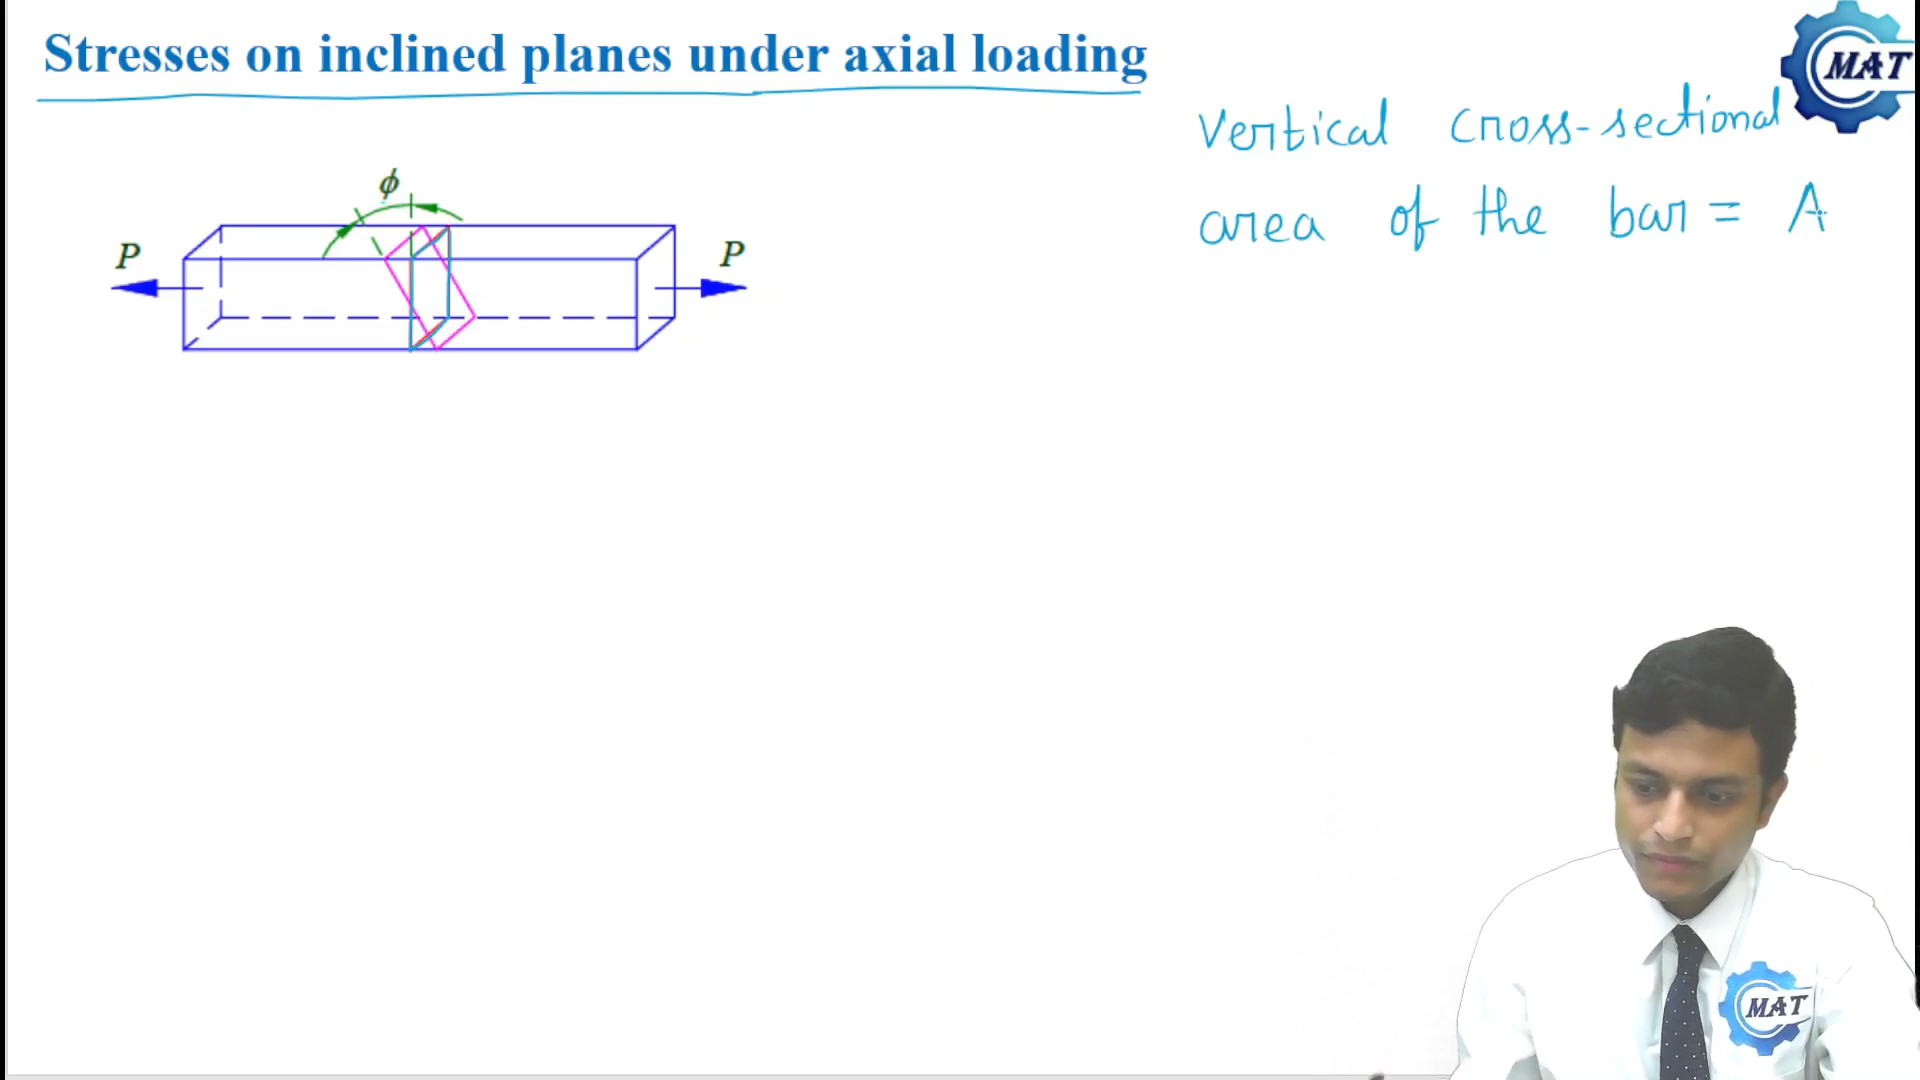 Stresses on inclined planes under axial loading
MAT
Vertical cross-sectional
area of the bar = A
ϕ
P
P
MAT